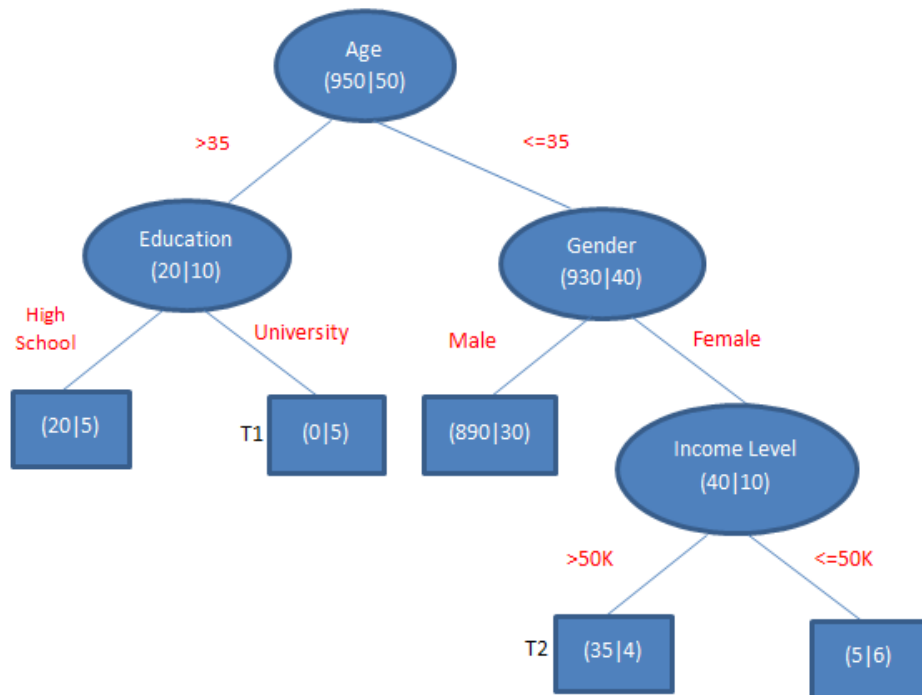 Age
(950|50)
>35
<=35
Education
(20|10)
Gender
(930|40)
High
School
University
Male
Female
(20|5)
T1
(0|5)
(890|30)
Income Level
(40|10)
>50K
<=50K
T2
(35|4)
(5|6)